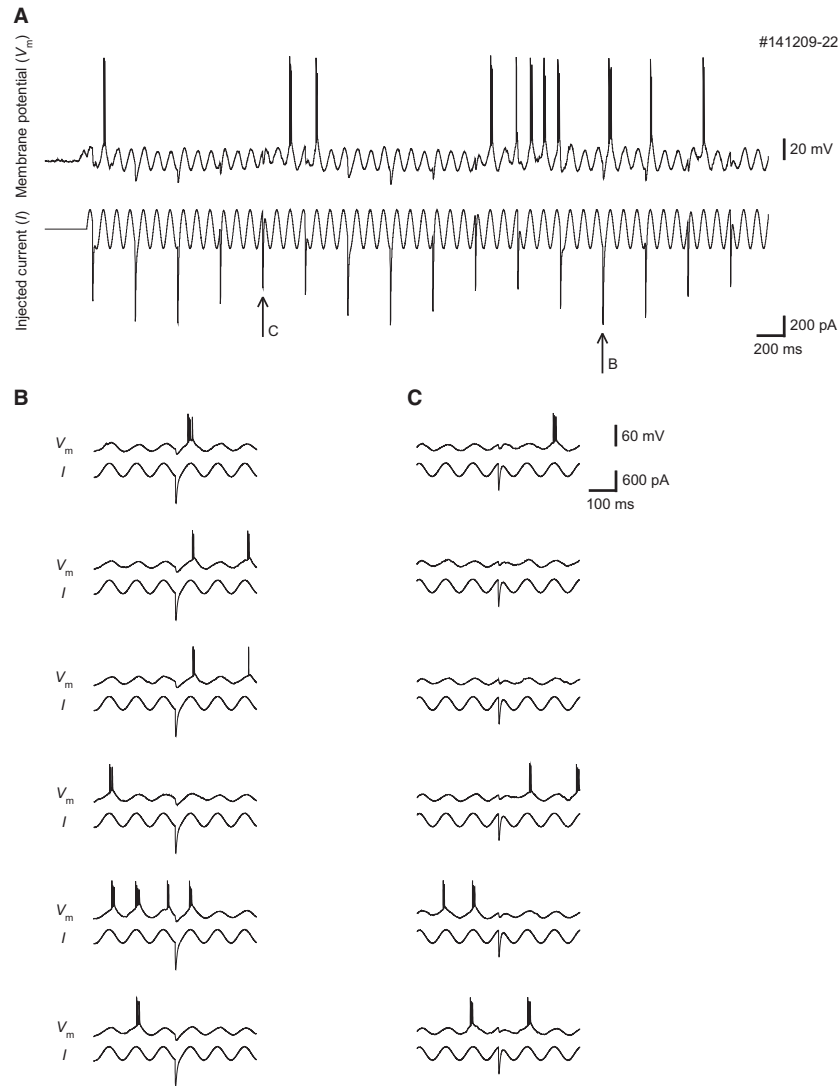 A
#141209-22
Membrane potential (Vm)
20 mV
Injected current (I)
C
B
200 pA
200 ms
B
C
Vm
I
60 mV
600 pA
100 ms
Vm
I
Vm
I
Vm
I
Vm
I
Vm
I